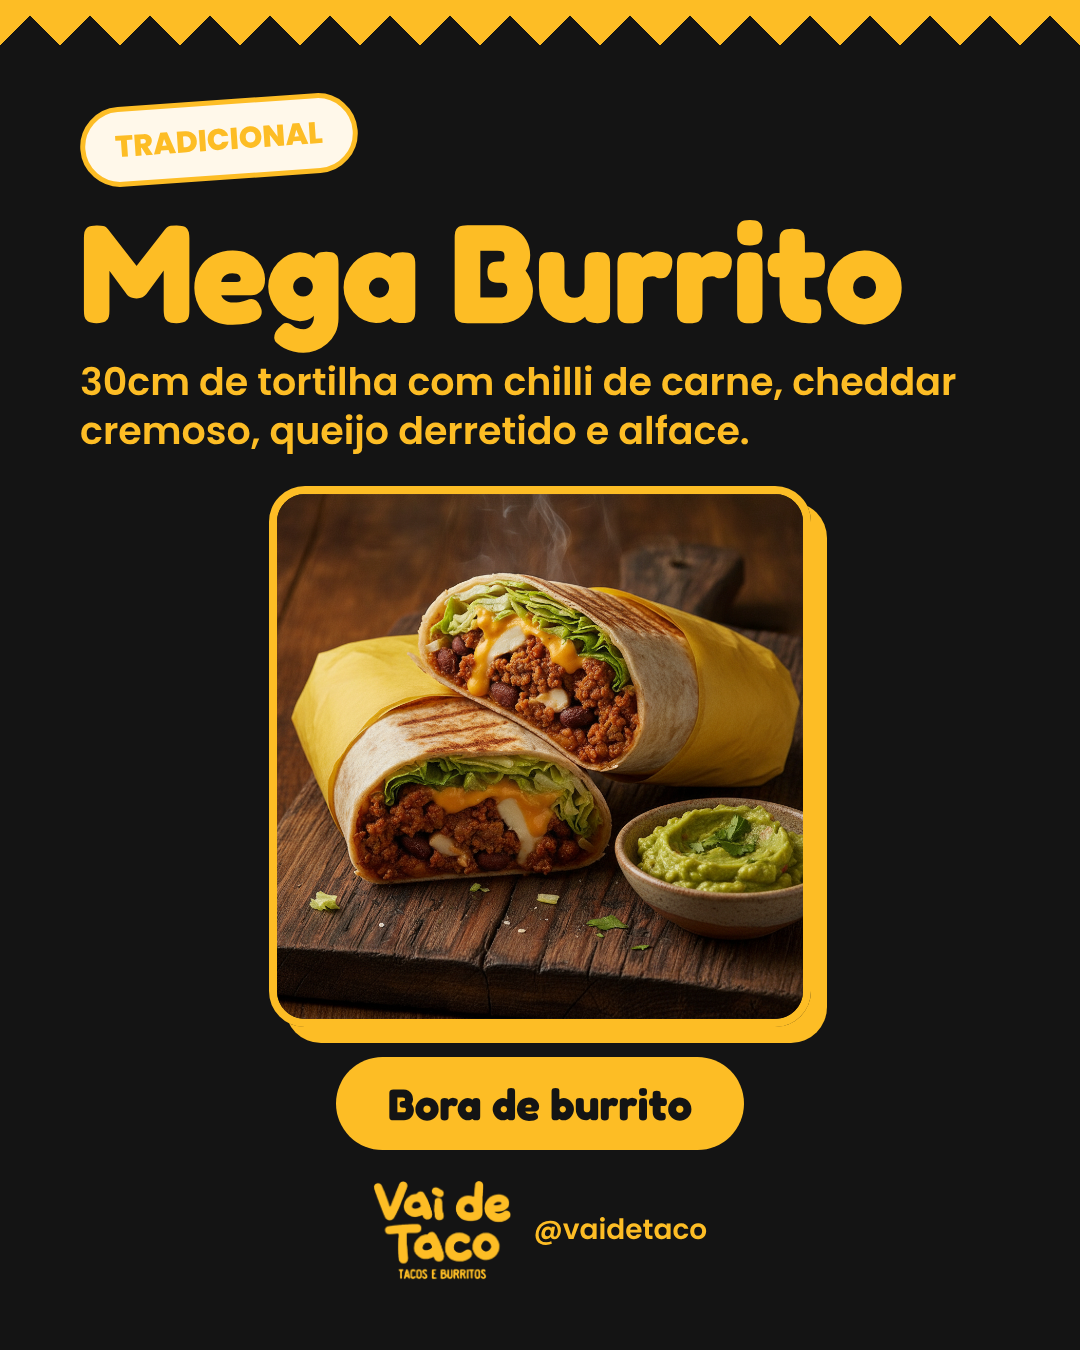 TRADICIONAL
Mega Burrito
30cm de tortilha com chilli de carne, cheddar
cremoso, queijo derretido e alface.
Bora de burrito
Vai de
Taco
TACOS E BURRITOS
@vaidetaco